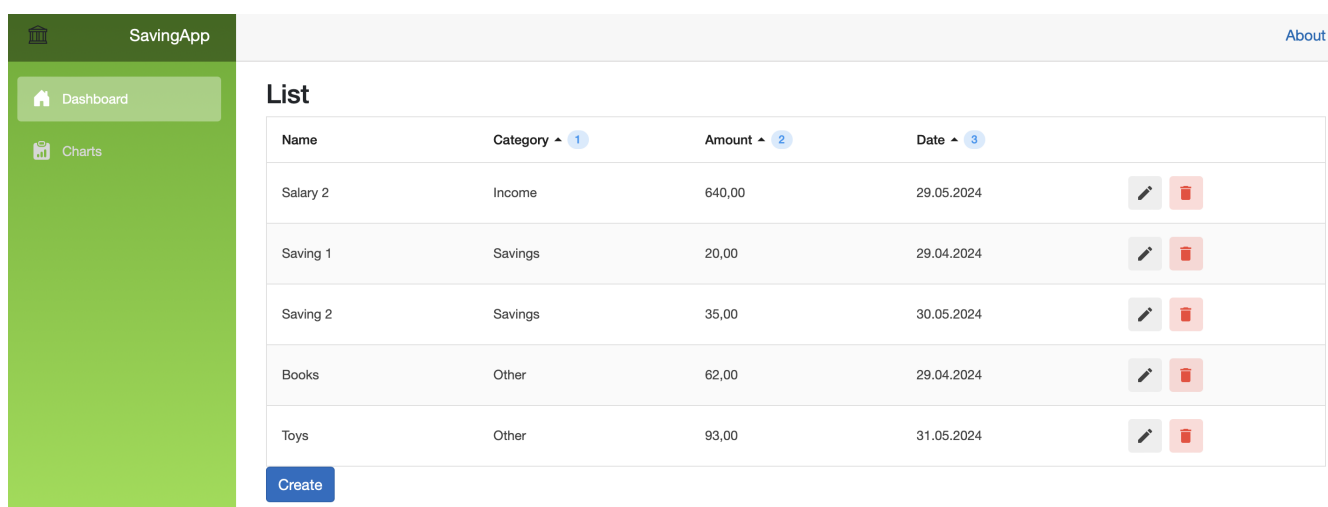 SavingApp
About
Dashboard
Charts
List
Name Category 1 Amount 2 Date 3
Salary 2 Income 640,00 29.05.2024
Saving 1 Savings 20,00 29.04.2024
Saving 2 Savings 35,00 30.05.2024
Books Other 62,00 29.04.2024
Toys Other 93,00 31.05.2024
Create